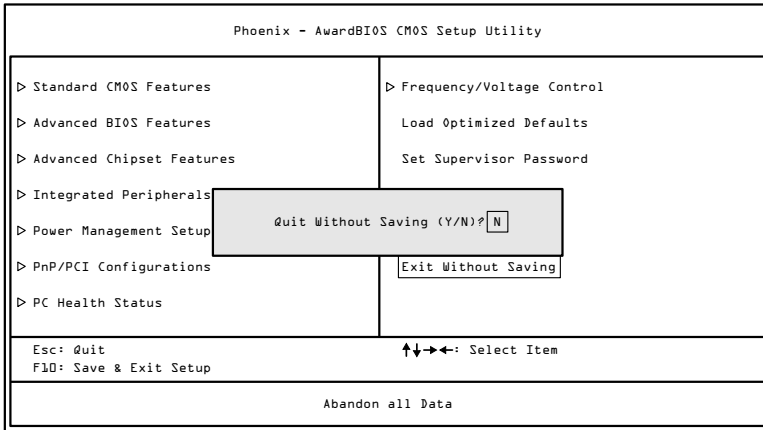 Phoenix - AwardBIOS CMOS Setup Utility
Standard CMOS Features
Advanced BIOS Features
Advanced Chipset Features
Integrated Peripherals
Power Management Setup
PnP/PCI Configurations
PC Health Status
Frequency/Voltage Control
Load Optimized Defaults
Set Supervisor Password
Quit Without Saving (Y/N)? N
Exit Without Saving
Esc: Quit
F10: Save & Exit Setup
↑↓→←: Select Item
Abandon all Data